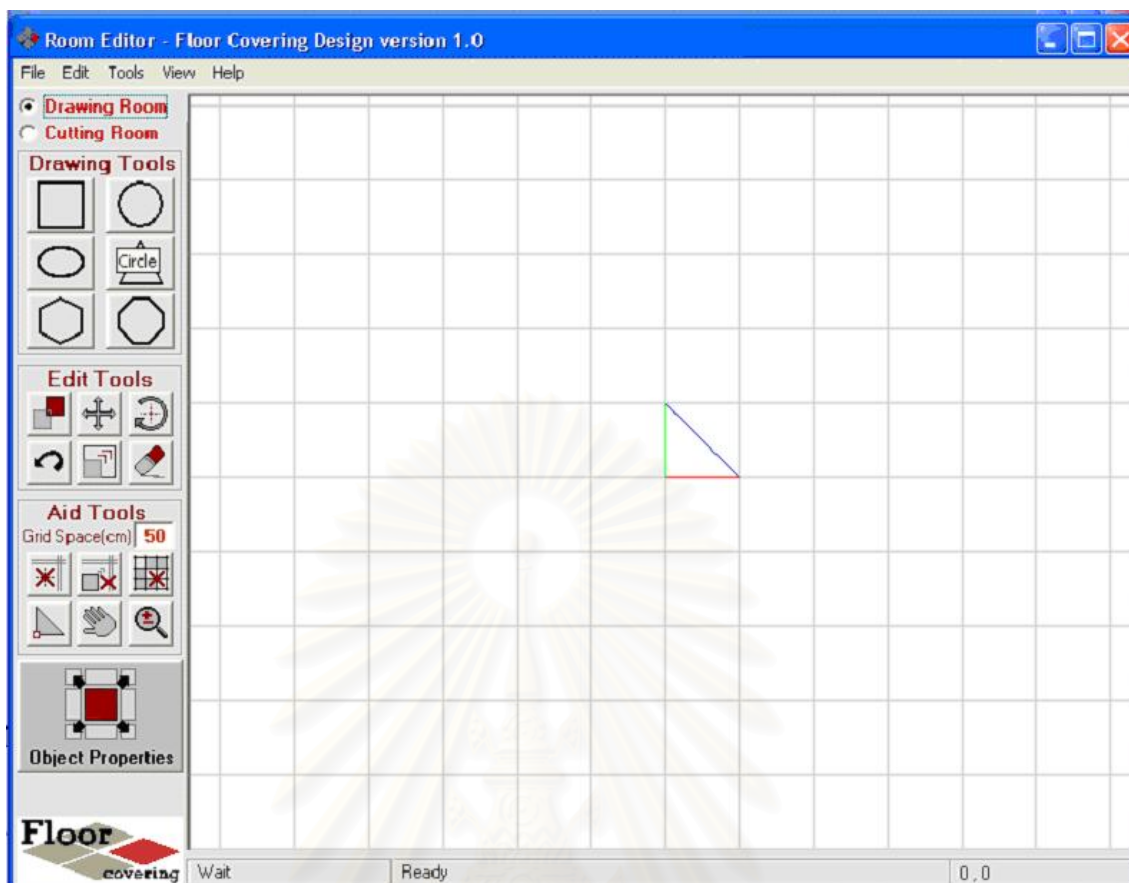 Room Editor - Floor Covering Design version 1.0
File Edit Tools View Help
Drawing Room
Cutting Room
Drawing Tools
Circle
Edit Tools
Aid Tools
Grid Space(cm) 50
Object Properties
Floor
covering
Wait Ready 0 , 0